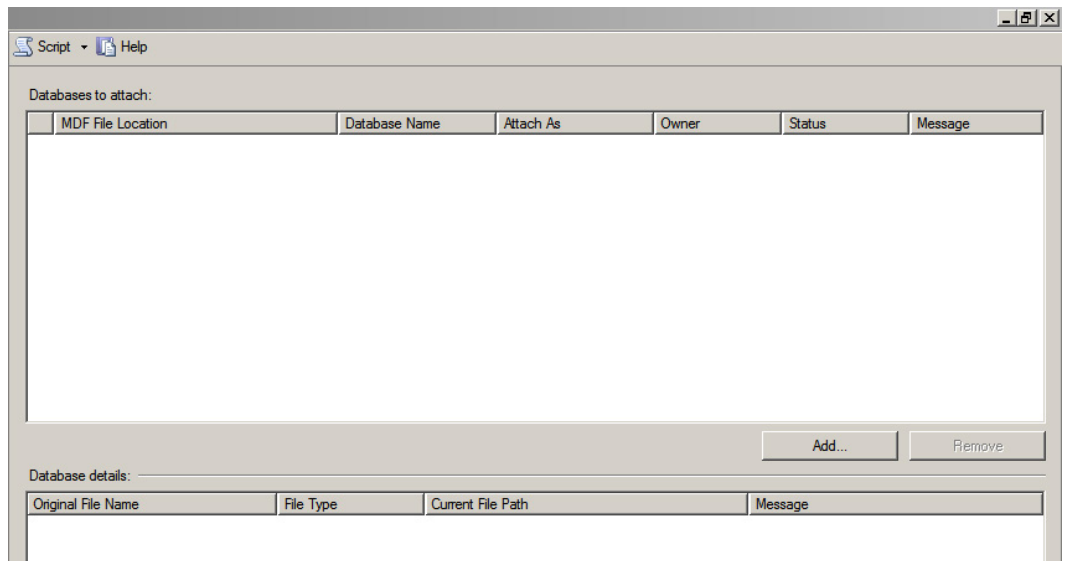 Script Help
Databases to attach:
MDF File Location Database Name Attach As Owner Status Message
Add... Remove
Database details:
Original File Name File Type Current File Path Message